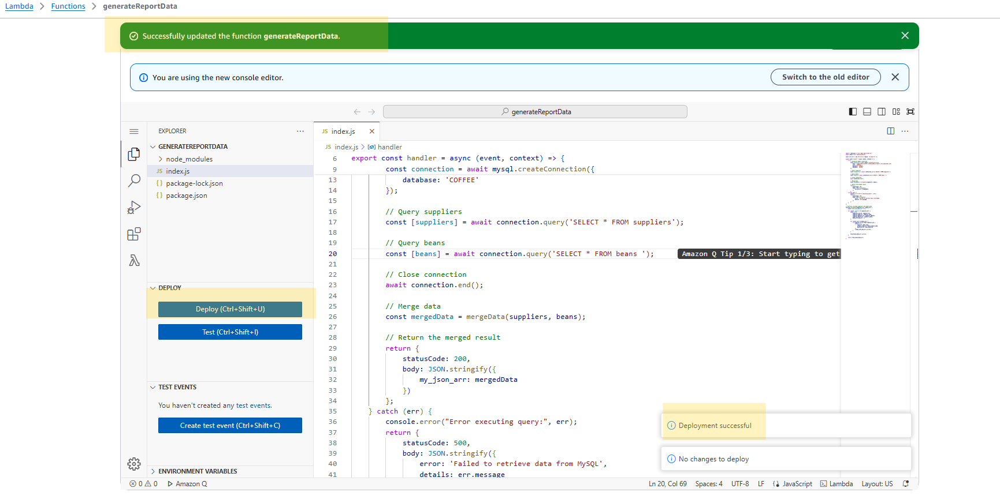 Lambda > Functions > generateReportData
Successfully updated the function generateReportData.
You are using the new console editor.
Switch to the old editor
generateReportData
EXPLORER
GENERATEREPORTDATA
node_modules
JS index.js
{ } package-lock.json
{ } package.json
DEPLOY
Deploy (Ctrl+Shift+U)
Test (Ctrl+Shift+I)
TEST EVENTS
You haven't created any test events.
Create test event (Ctrl+Shift+C)
ENVIRONMENT VARIABLES
JS index.js
JS index.js > handler
6 export const handler = async (event, context) => {
9 const connection = await mysql.createConnection({
13 database: 'COFFEE'
14 });
15
16 // Query suppliers
17 const [suppliers] = await connection.query('SELECT * FROM suppliers');
18
19 // Query beans
20 const [beans] = await connection.query('SELECT * FROM beans ');
Amazon Q Tip 1/3: Start typing to get
21
22 // Close connection
23 await connection.end();
24
25 // Merge data
26 const mergedData = mergeData(suppliers, beans);
27
28 // Return the merged result
29 return {
30 statusCode: 200,
31 body: JSON.stringify({
32 my_json_arr: mergedData
33 })
34 };
35 } catch (err) {
36 console.error("Error executing query:", err);
37 return {
38 statusCode: 500,
39 body: JSON.stringify({
40 error: 'Failed to retrieve data from MySQL',
41 details: err.message
Deployment successful
No changes to deploy
0 0 Amazon Q
Ln 20, Col 69 Spaces: 4 UTF-8 LF JavaScript Lambda Layout: US